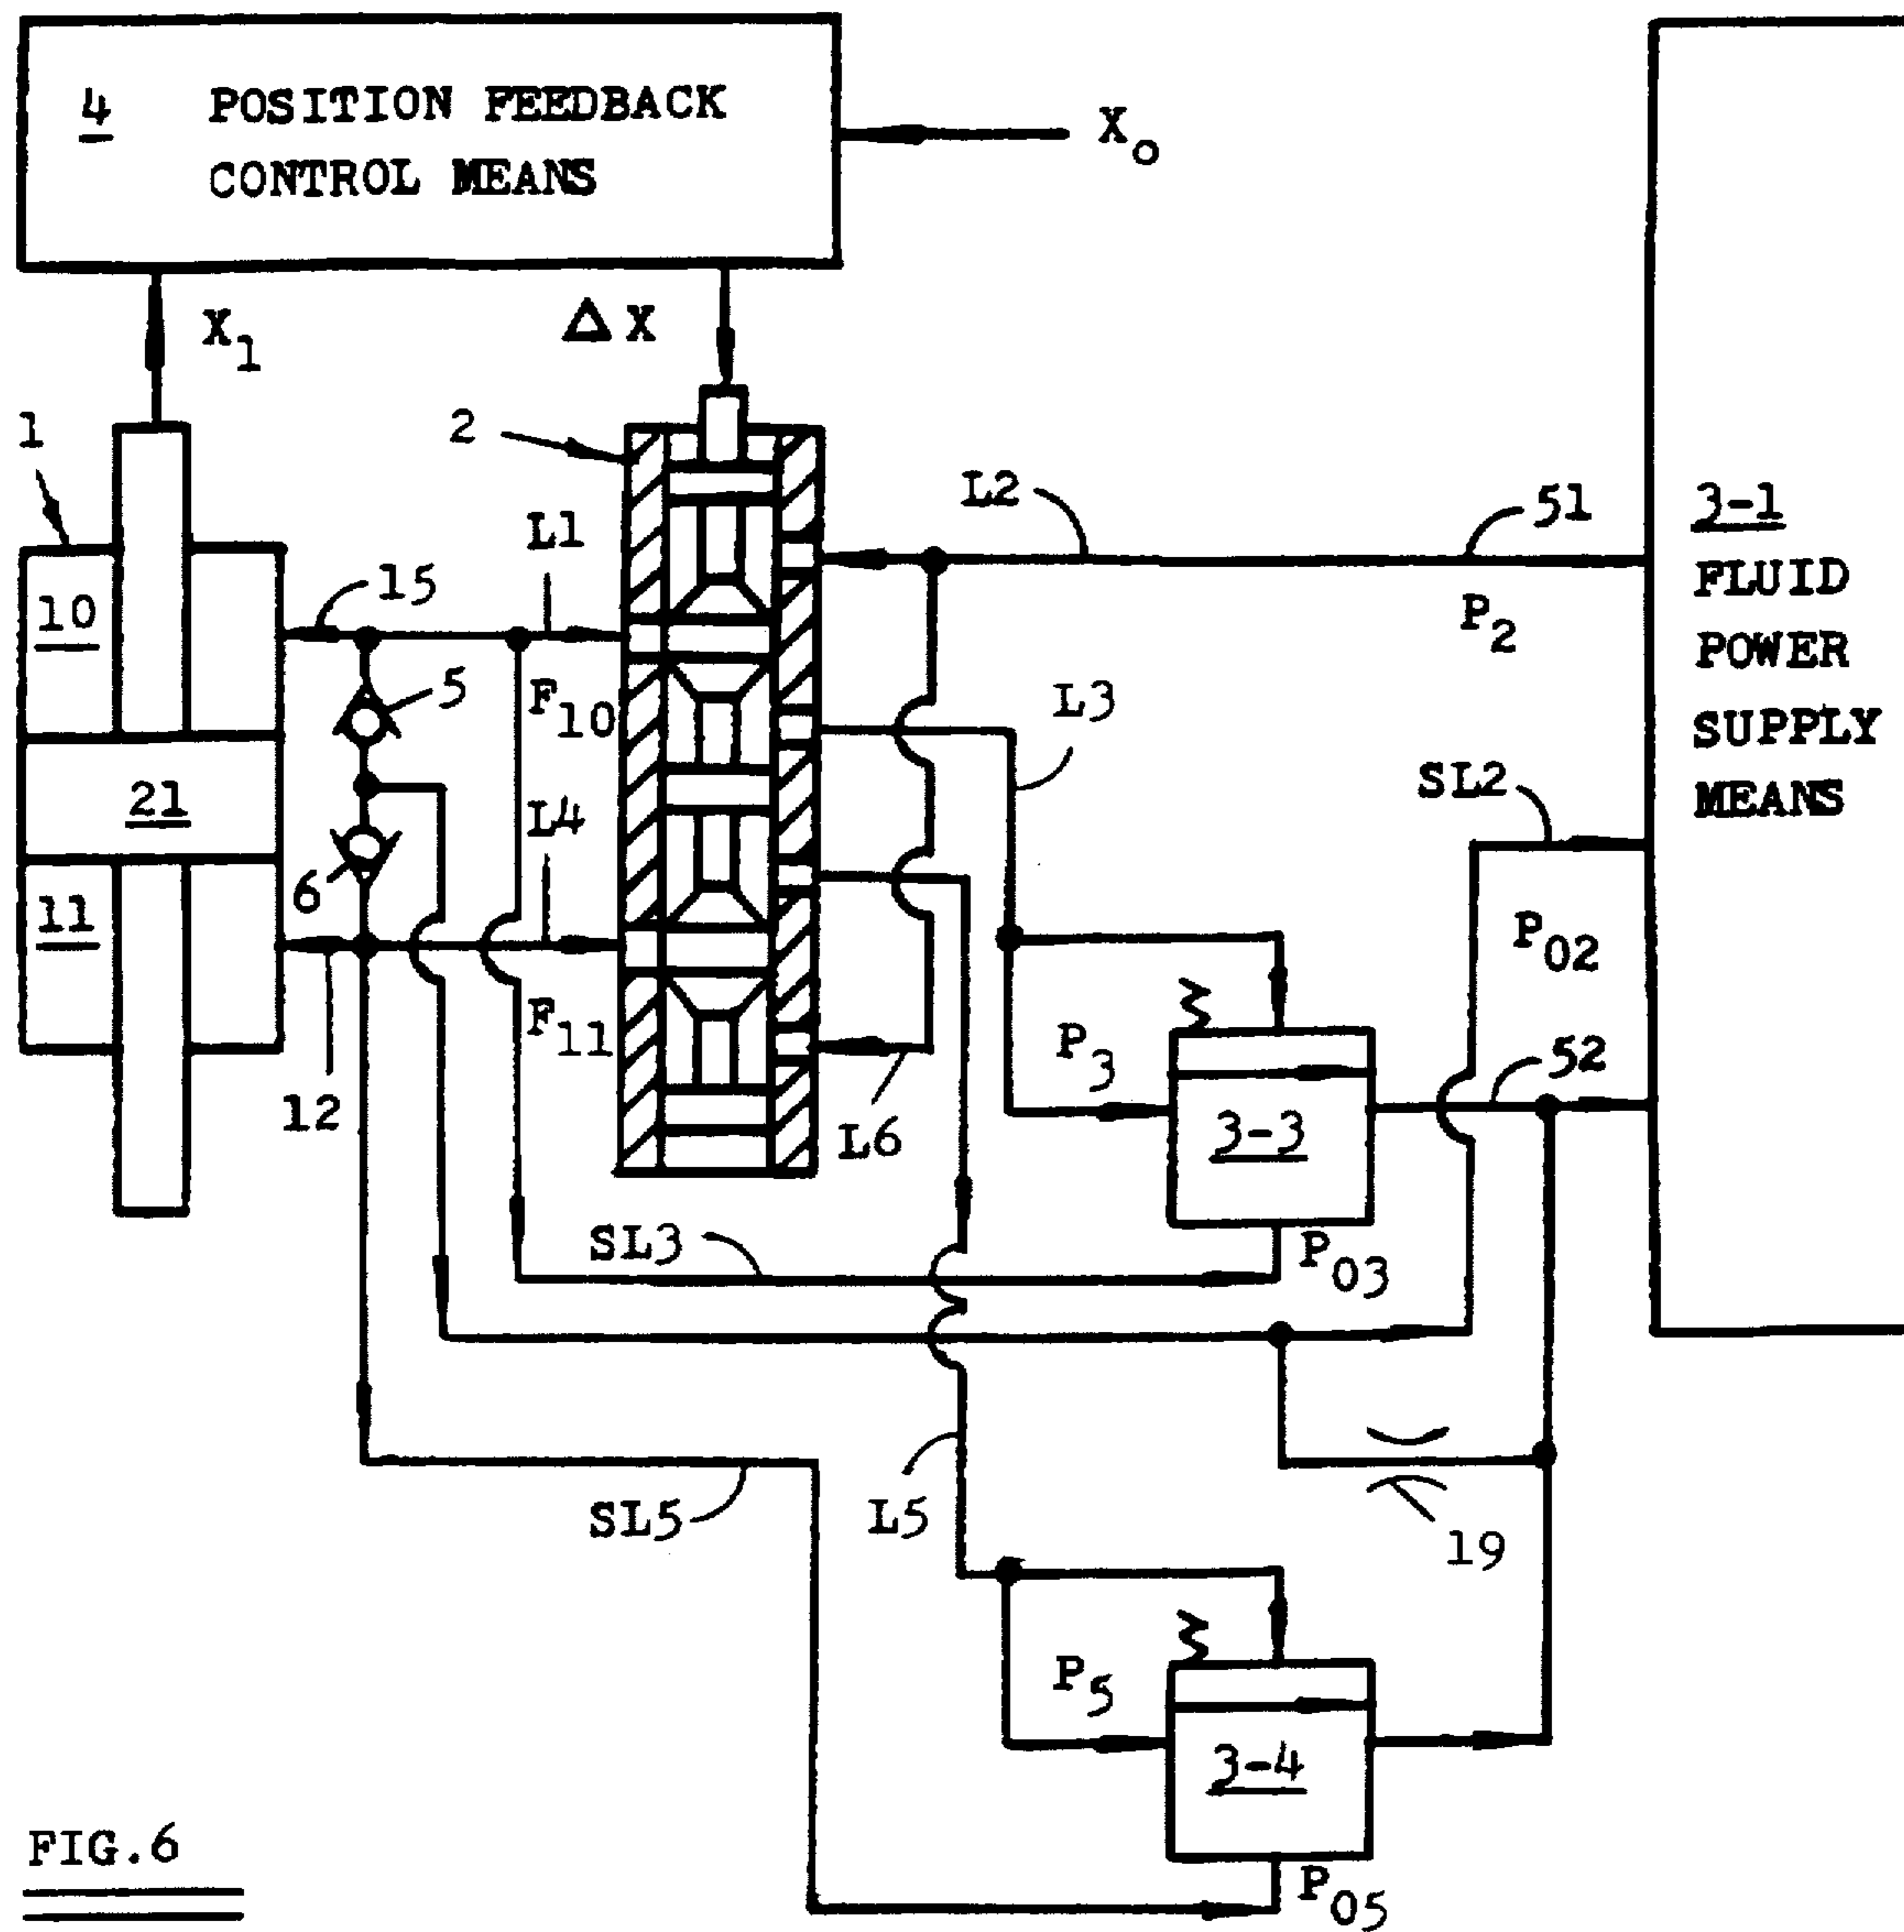 4 POSITION FEEDBACK
CONTROL MEANS
X₀
X₁
ΔX
1
2
L2
51
3-1
FLUID
POWER
SUPPLY
MEANS
L1
15
10
P₂
5
F₁₀
L3
21
L4
SL2
6
11
P₀₂
F₁₁
P₃
52
12
L6
3-3
SL3
P₀₃
SL5
L5
19
P₅
3-4
FIG.6
P₀₅